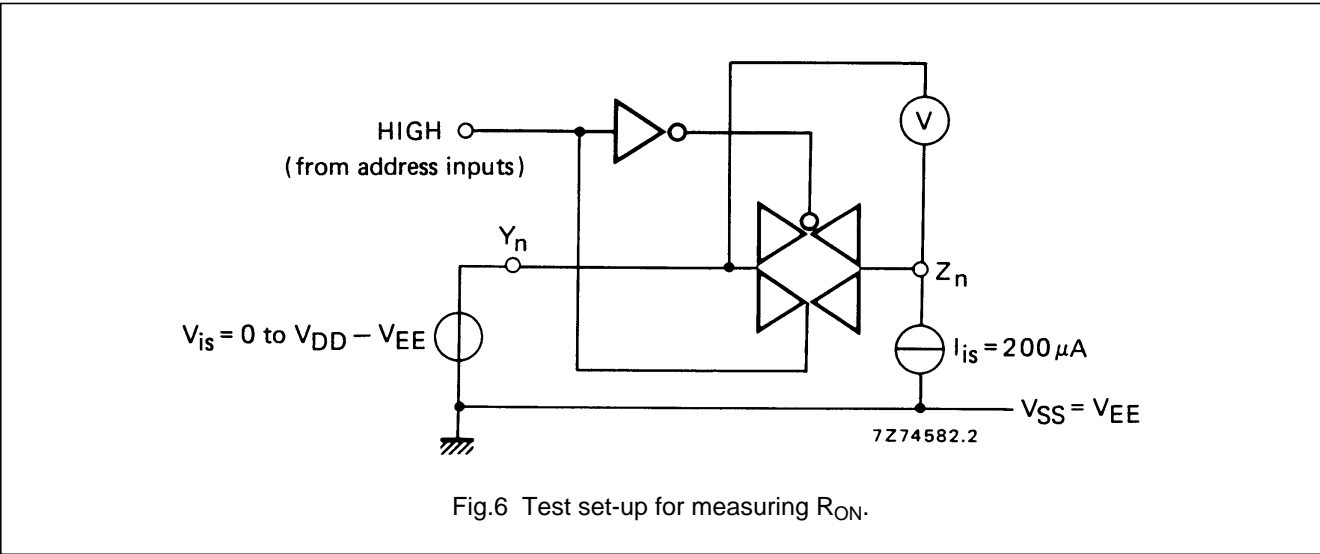 HIGH
(from address inputs)
V
Yn
Zn
Vis = 0 to VDD – VEE
Iis = 200 µA
VSS = VEE
7Z74582.2
Fig.6 Test set-up for measuring RON.